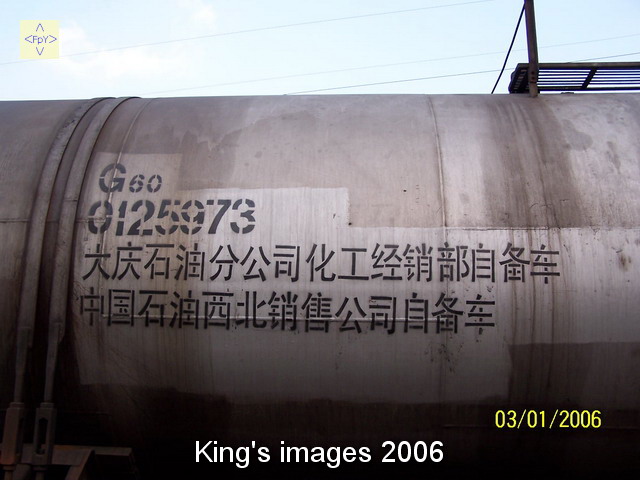 <FpY>
G60
0125973
大庆石油分公司化工经销部自备车
中国石油西北销售公司自备车
03/01/2006
King's images 2006